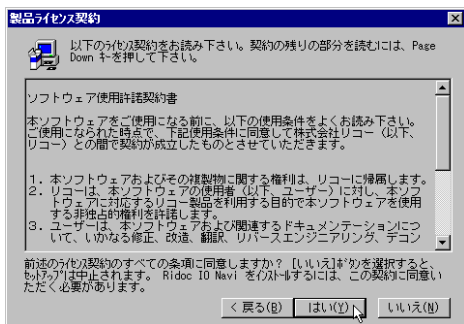 製品ライセンス契約
以下のライセンス契約をお読み下さい。契約の残りの部分を読むには、Page
Down キーを押して下さい。
ソフトウェア使用許諾契約書
本ソフトウェアをご使用になる前に、以下の使用条件をよくお読み下さい。
ご使用になられた時点で、下記使用条件に同意して株式会社リコー（以下、
リコー）との間で契約が成立したものとさせていただきます。
1. 本ソフトウェアおよびその複製物に関する権利は、リコーに帰属します。
2. リコーは、本ソフトウェアの使用者（以下、ユーザー）に対し、本ソフ
トウェアに対応するリコー製品を利用する目的で本ソフトウェアを使用
する非独占的権利を許諾します。
3. ユーザーは、本ソフトウェアおよび関連するドキュメンテーションにつ
いて、いかなる修正、改造、翻訳、リバースエンジニアリング、デコン
前述のライセンス契約のすべての条項に同意しますか？ [いいえ]ボタンを選択すると、
セットアップは中止されます。 Ridoc IO Navi をインストールするには、この契約に同意い
ただく必要があります。
< 戻る(B) はい(Y) いいえ(N)